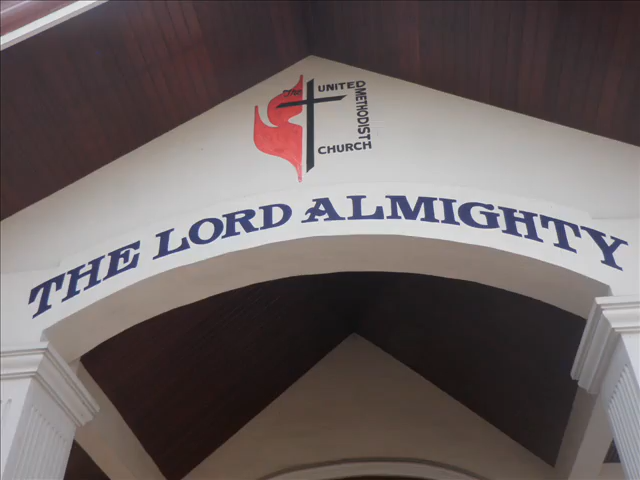 The UNITED
METHODIST
CHURCH
THE LORD ALMIGHTY